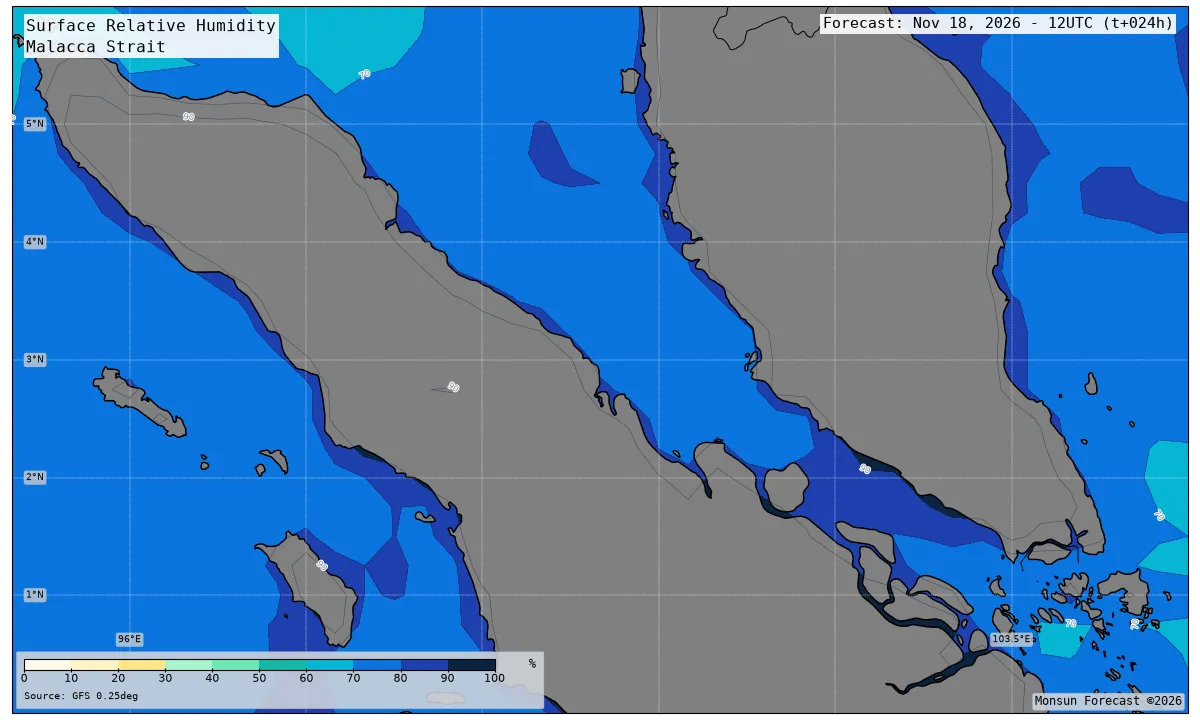 Surface Relative Humidity
Malacca Strait
Forecast: Nov 18, 2026 - 12UTC (t+024h)
70
90
5°N
4°N
3°N
90
90
2°N
70
90
1°N
70
70
96°E
103.5°E
%
0 10 20 30 40 50 60 70 80 90 100
Source: GFS 0.25deg
Monsun Forecast ©2026